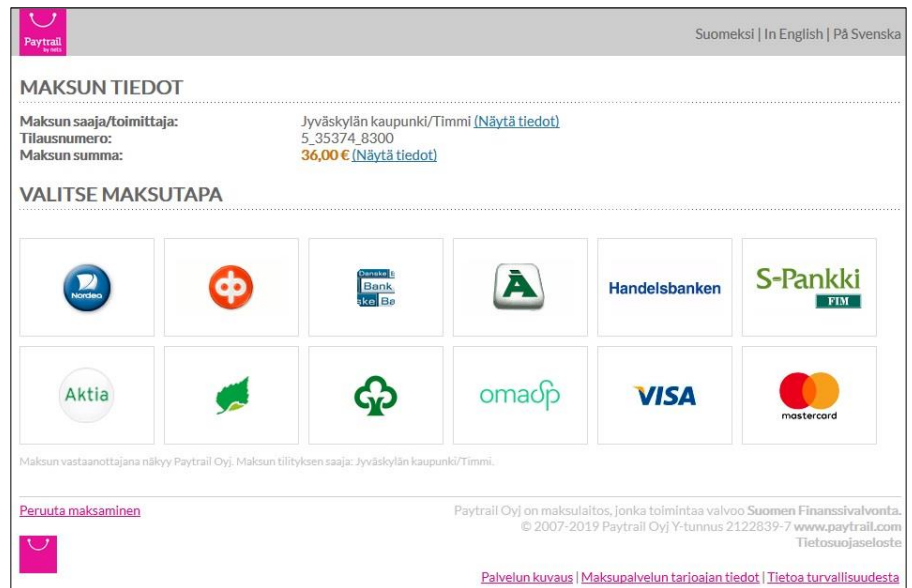 Paytrail
by nets
Suomeksi | In English | På Svenska
MAKSUN TIEDOT
Maksun saaja/toimittaja: Jyväskylän kaupunki/Timmi (Näytä tiedot)
Tilausnumero: 5_35374_8300
Maksun summa: 36,00 € (Näytä tiedot)
VALITSE MAKSUTAPA
Nordea
Danske B
Bank
ske Ba
Å
Handelsbanken
S-Pankki
FIM
Aktia
omasp
VISA
mastercard
Maksun vastaanottajana näkyy Paytrail Oyj. Maksun tilityksen saaja: Jyväskylän kaupunki/Timmi.
Peruuta maksaminen
Paytrail Oyj on maksulaitos, jonka toimintaa valvoo Suomen Finanssivalvonta.
© 2007-2019 Paytrail Oyj Y-tunnus 2122839-7 www.paytrail.com
Tietosuojaseloste
Palvelun kuvaus | Maksupalvelun tarjoajan tiedot | Tietoa turvallisuudesta